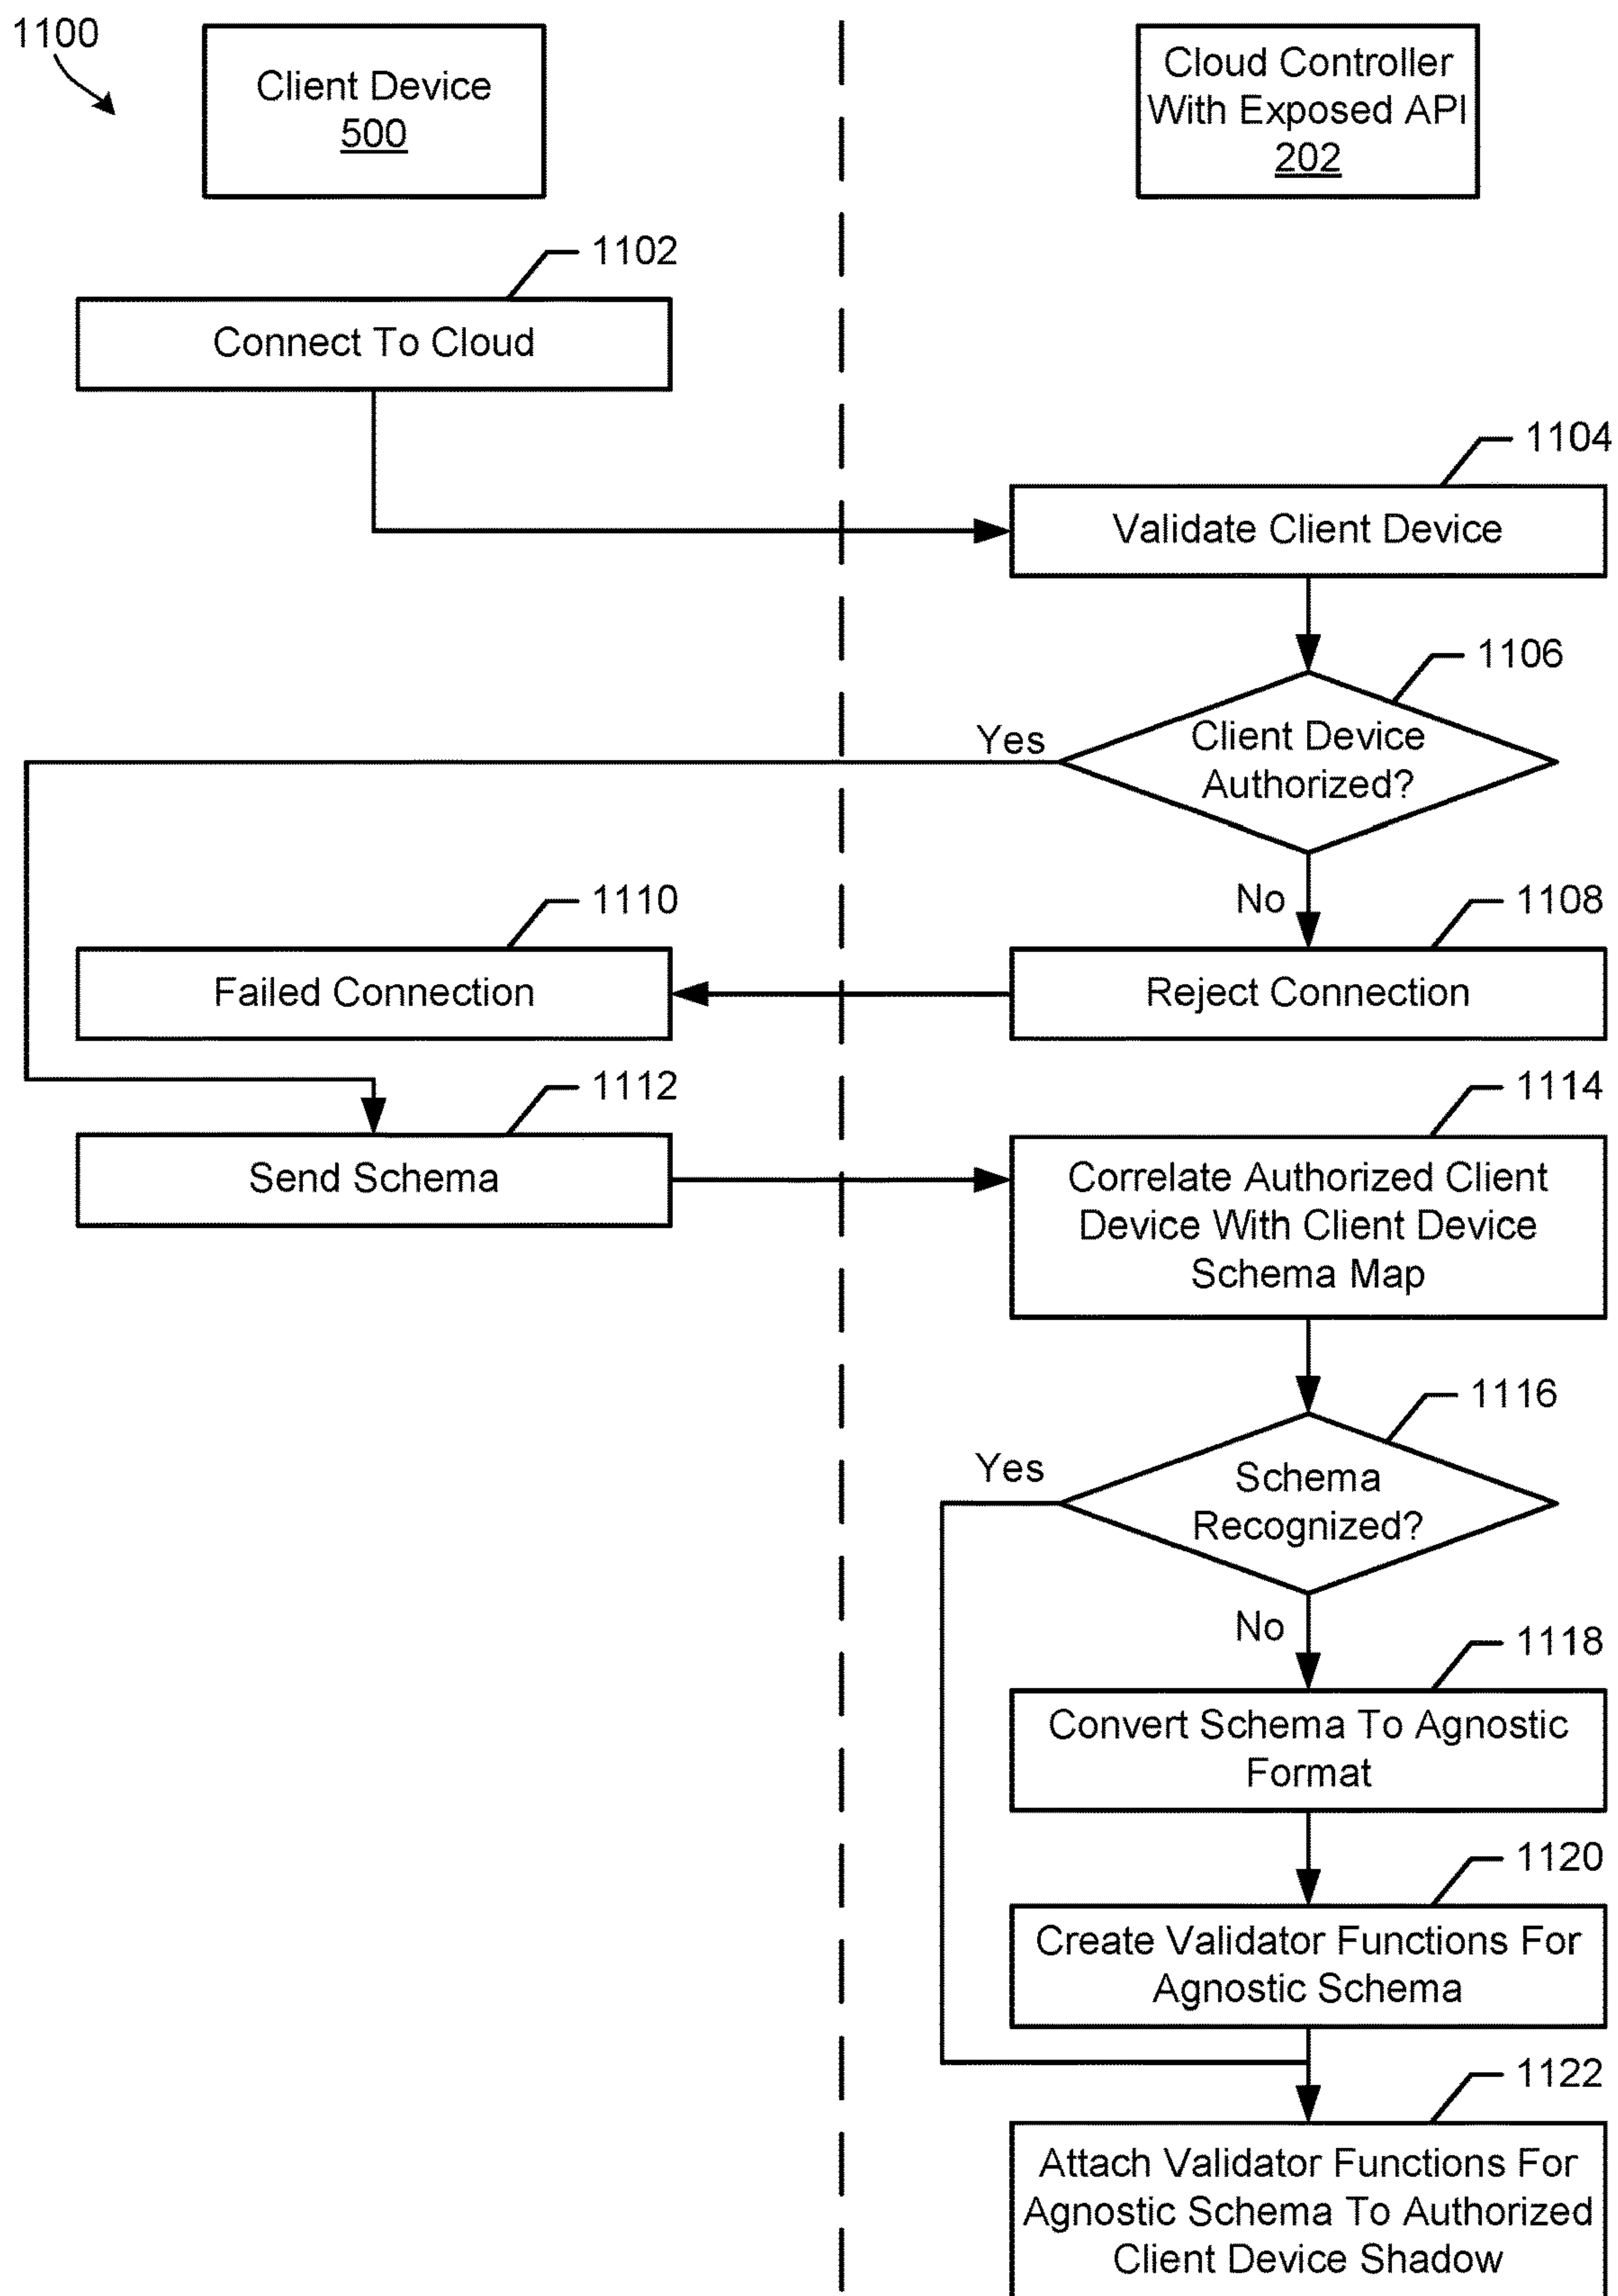 1100
Client Device
500
Cloud Controller
With Exposed API
202
1102
Connect To Cloud
1104
Validate Client Device
1106
Client Device
Authorized?
Yes
No
1110
Failed Connection
1108
Reject Connection
1112
Send Schema
1114
Correlate Authorized Client
Device With Client Device
Schema Map
1116
Schema
Recognized?
Yes
No
1118
Convert Schema To Agnostic
Format
1120
Create Validator Functions For
Agnostic Schema
1122
Attach Validator Functions For
Agnostic Schema To Authorized
Client Device Shadow